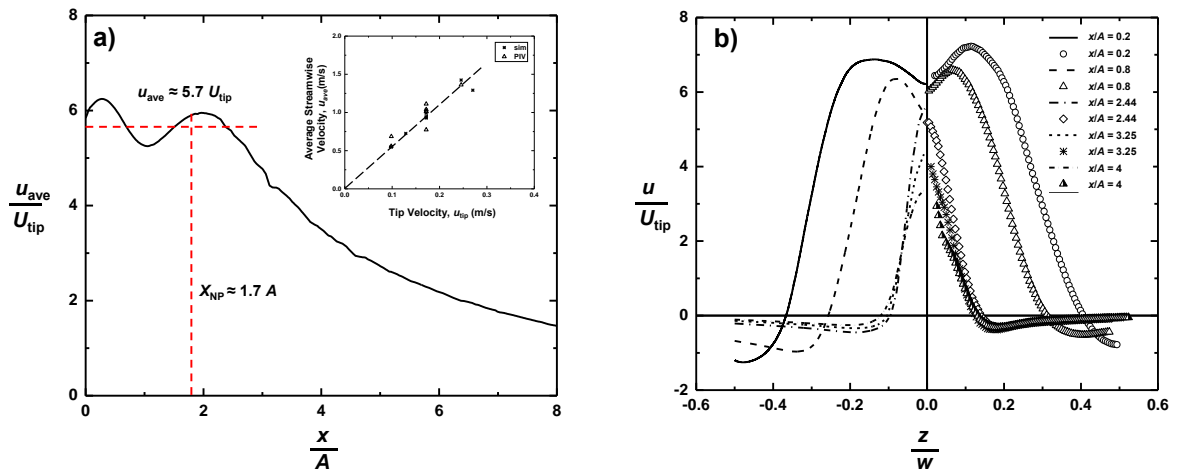 a)
u_ave ≈ 5.7 U_tip
X_NP ≈ 1.7 A
u_ave
U_tip
8
6
4
2
0
0 2 4 6 8
x
A
Average Streamwise
Velocity, u_ave (m/s)
2.0
1.5
1.0
0.5
0.0
0.0 0.1 0.2 0.3 0.4
Tip Velocity, u_tip (m/s)
sim
PIV
b)
u
U_tip
8
6
4
2
0
-2
-0.6 -0.4 -0.2 0.0 0.2 0.4 0.6
z
w
x/A = 0.2
x/A = 0.2
x/A = 0.8
x/A = 0.8
x/A = 2.44
x/A = 2.44
x/A = 3.25
x/A = 3.25
x/A = 4
x/A = 4